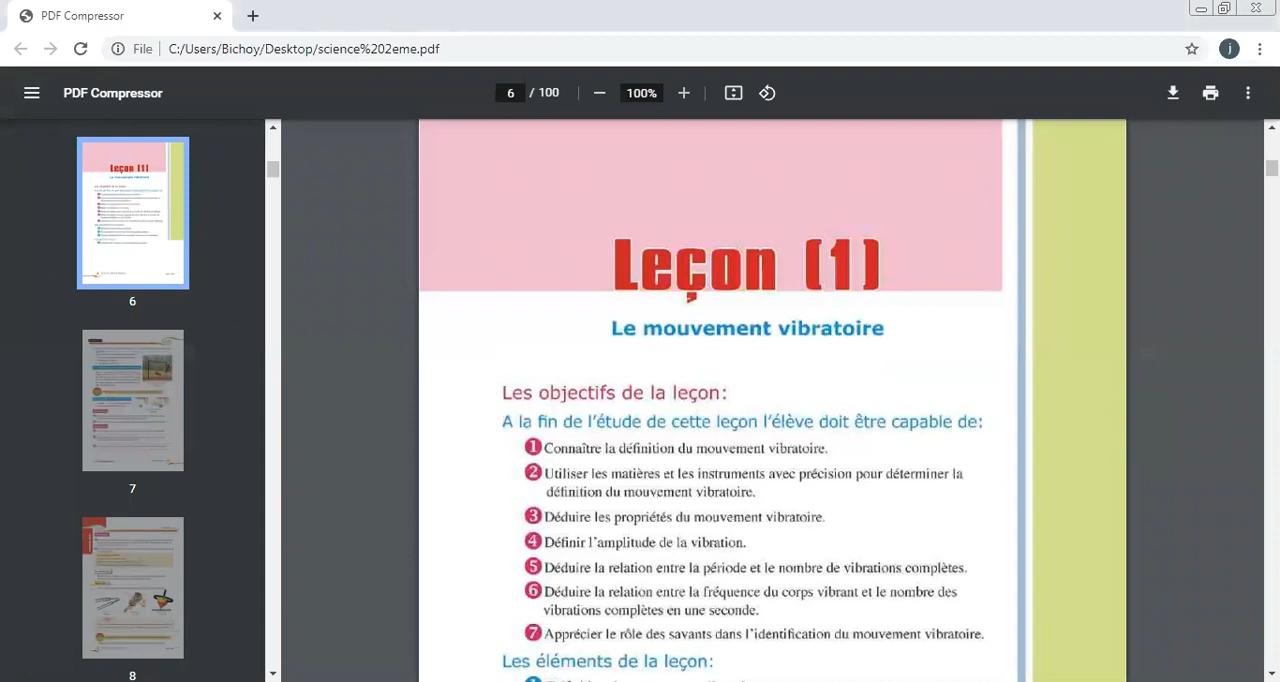 PDF Compressor
File
C:/Users/Bichoy/Desktop/science%202eme.pdf
j
PDF Compressor
6 / 100
100%
Leçon (1)
6
7
8
Leçon (1)
Le mouvement vibratoire
Les objectifs de la leçon:
A la fin de l'étude de cette leçon l'élève doit être capable de:
1 Connaître la définition du mouvement vibratoire.
2 Utiliser les matières et les instruments avec précision pour déterminer la
définition du mouvement vibratoire.
3 Déduire les propriétés du mouvement vibratoire.
4 Définir l'amplitude de la vibration.
5 Déduire la relation entre la période et le nombre de vibrations complètes.
6 Déduire la relation entre la fréquence du corps vibrant et le nombre des
vibrations complètes en une seconde.
7 Apprécier le rôle des savants dans l'identification du mouvement vibratoire.
Les éléments de la leçon: